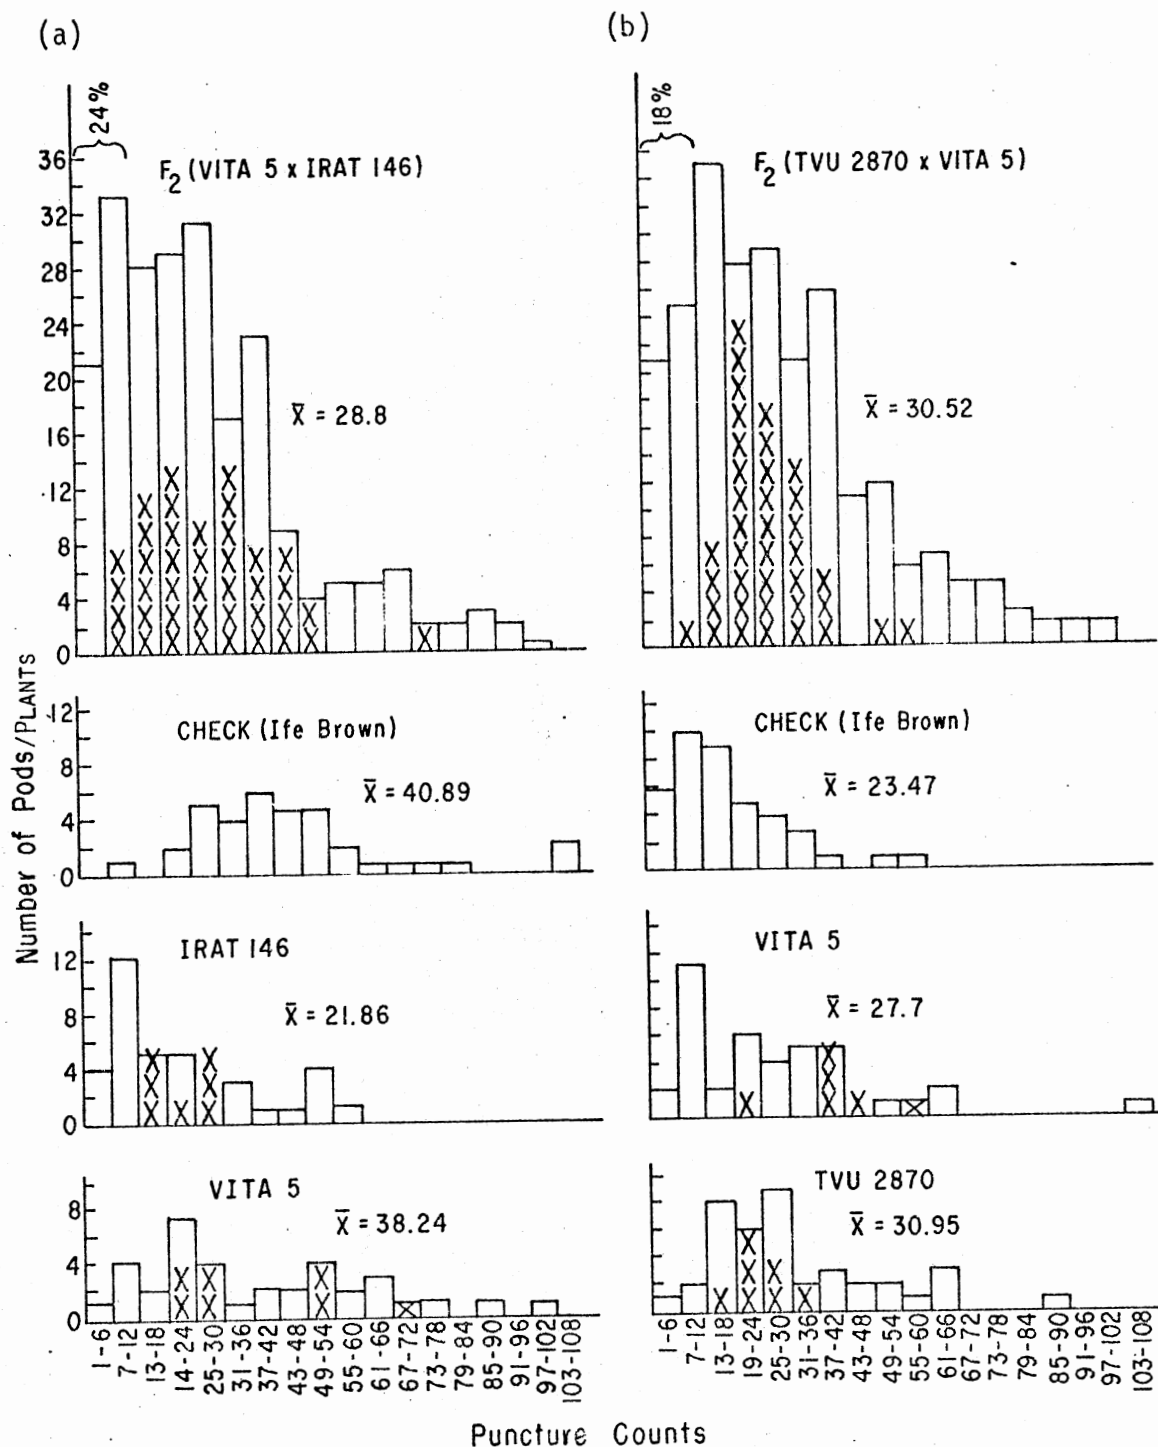 (a)
24%
F2 (VITA 5 x IRAT 146)
36
32
28
24
20
16
12
8
4
0
X̄ = 28.8
CHECK (Ife Brown)
12
8
4
0
X̄ = 40.89
IRAT 146
12
8
4
0
X̄ = 21.86
VITA 5
8
4
0
X̄ = 38.24
1-6
7-12
13-18
14-24
25-30
31-36
37-42
43-48
49-54
55-60
61-66
67-72
73-78
79-84
85-90
91-96
97-102
103-108
Number of Pods/PLANTS
(b)
18%
F2 (TVU 2870 x VITA 5)
X̄ = 30.52
CHECK (Ife Brown)
X̄ = 23.47
VITA 5
X̄ = 27.7
TVU 2870
X̄ = 30.95
1-6
7-12
13-18
19-24
25-30
31-36
37-42
43-48
49-54
55-60
61-66
67-72
73-78
79-84
85-90
91-96
97-102
103-108
Puncture Counts